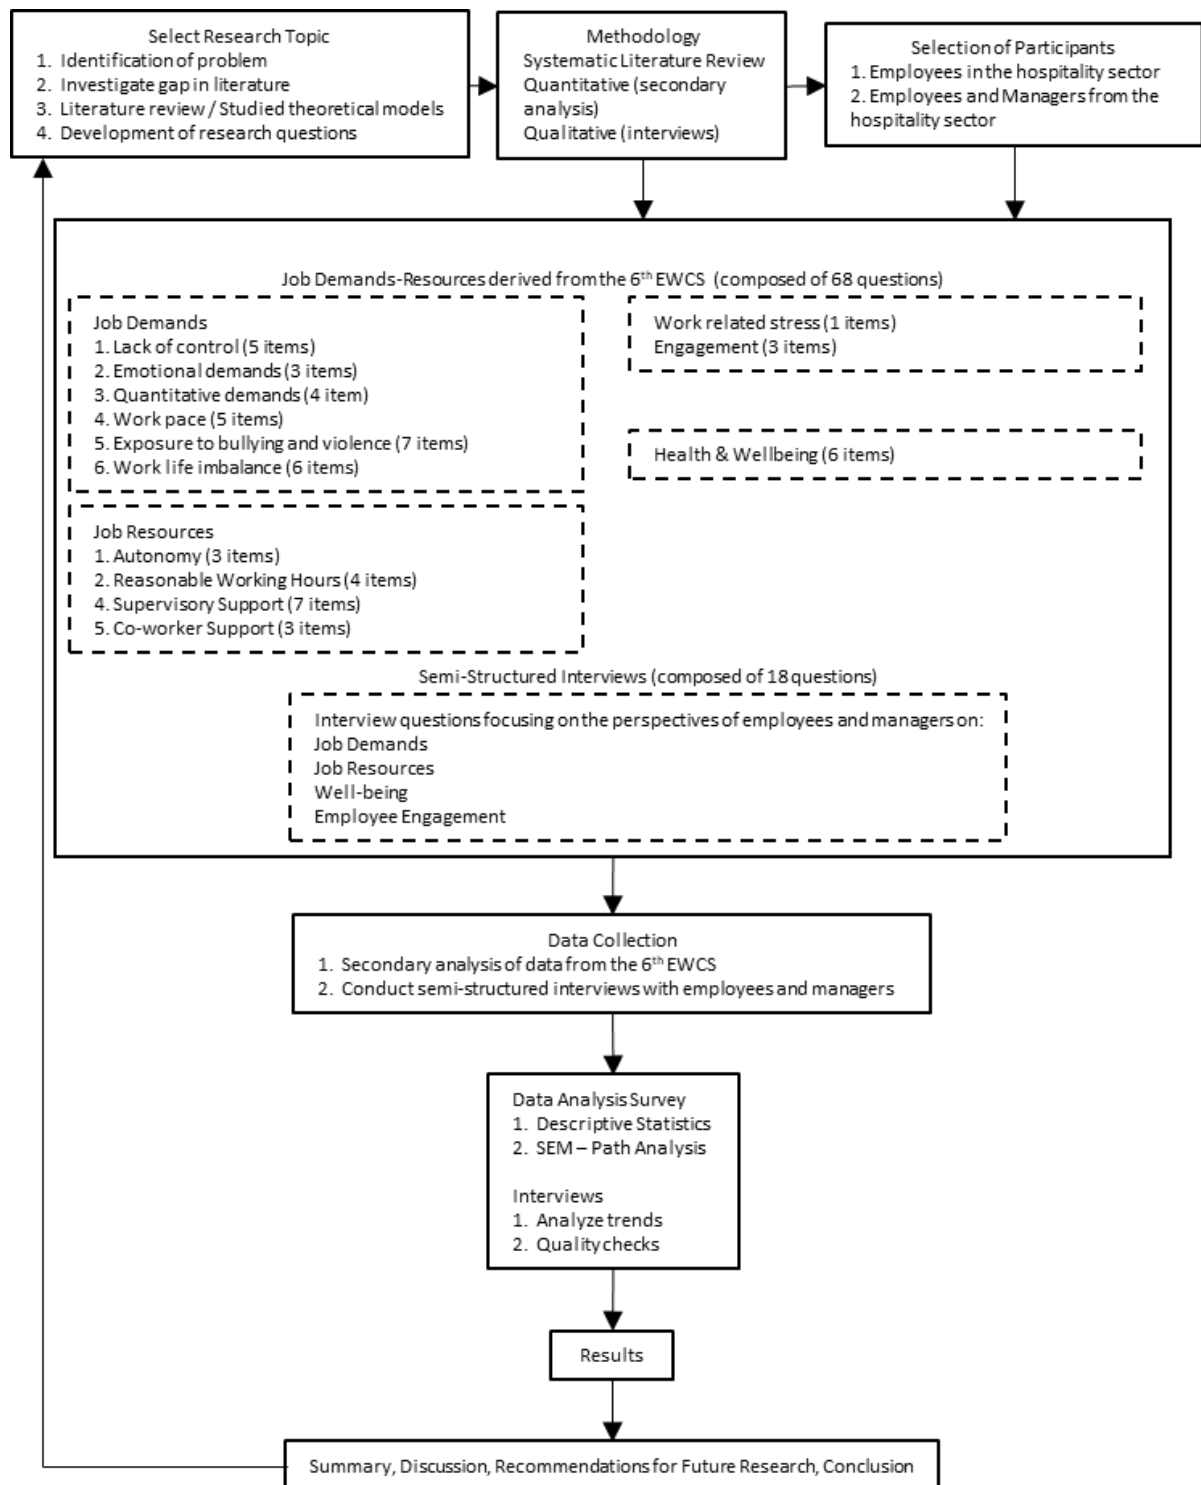 Select Research Topic
1. Identification of problem
2. Investigate gap in literature
3. Literature review / Studied theoretical models
4. Development of research questions
Methodology
Systematic Literature Review
Quantitative (secondary
analysis)
Qualitative (interviews)
Selection of Participants
1. Employees in the hospitality sector
2. Employees and Managers from the
hospitality sector
Job Demands-Resources derived from the 6th EWCS (composed of 68 questions)
Job Demands
1. Lack of control (5 items)
2. Emotional demands (3 items)
3. Quantitative demands (4 item)
4. Work pace (5 items)
5. Exposure to bullying and violence (7 items)
6. Work life imbalance (6 items)
Work related stress (1 items)
Engagement (3 items)
Health & Wellbeing (6 items)
Job Resources
1. Autonomy (3 items)
2. Reasonable Working Hours (4 items)
4. Supervisory Support (7 items)
5. Co-worker Support (3 items)
Semi-Structured Interviews (composed of 18 questions)
Interview questions focusing on the perspectives of employees and managers on:
Job Demands
Job Resources
Well-being
Employee Engagement
Data Collection
1. Secondary analysis of data from the 6th EWCS
2. Conduct semi-structured interviews with employees and managers
Data Analysis Survey
1. Descriptive Statistics
2. SEM – Path Analysis
Interviews
1. Analyze trends
2. Quality checks
Results
Summary, Discussion, Recommendations for Future Research, Conclusion